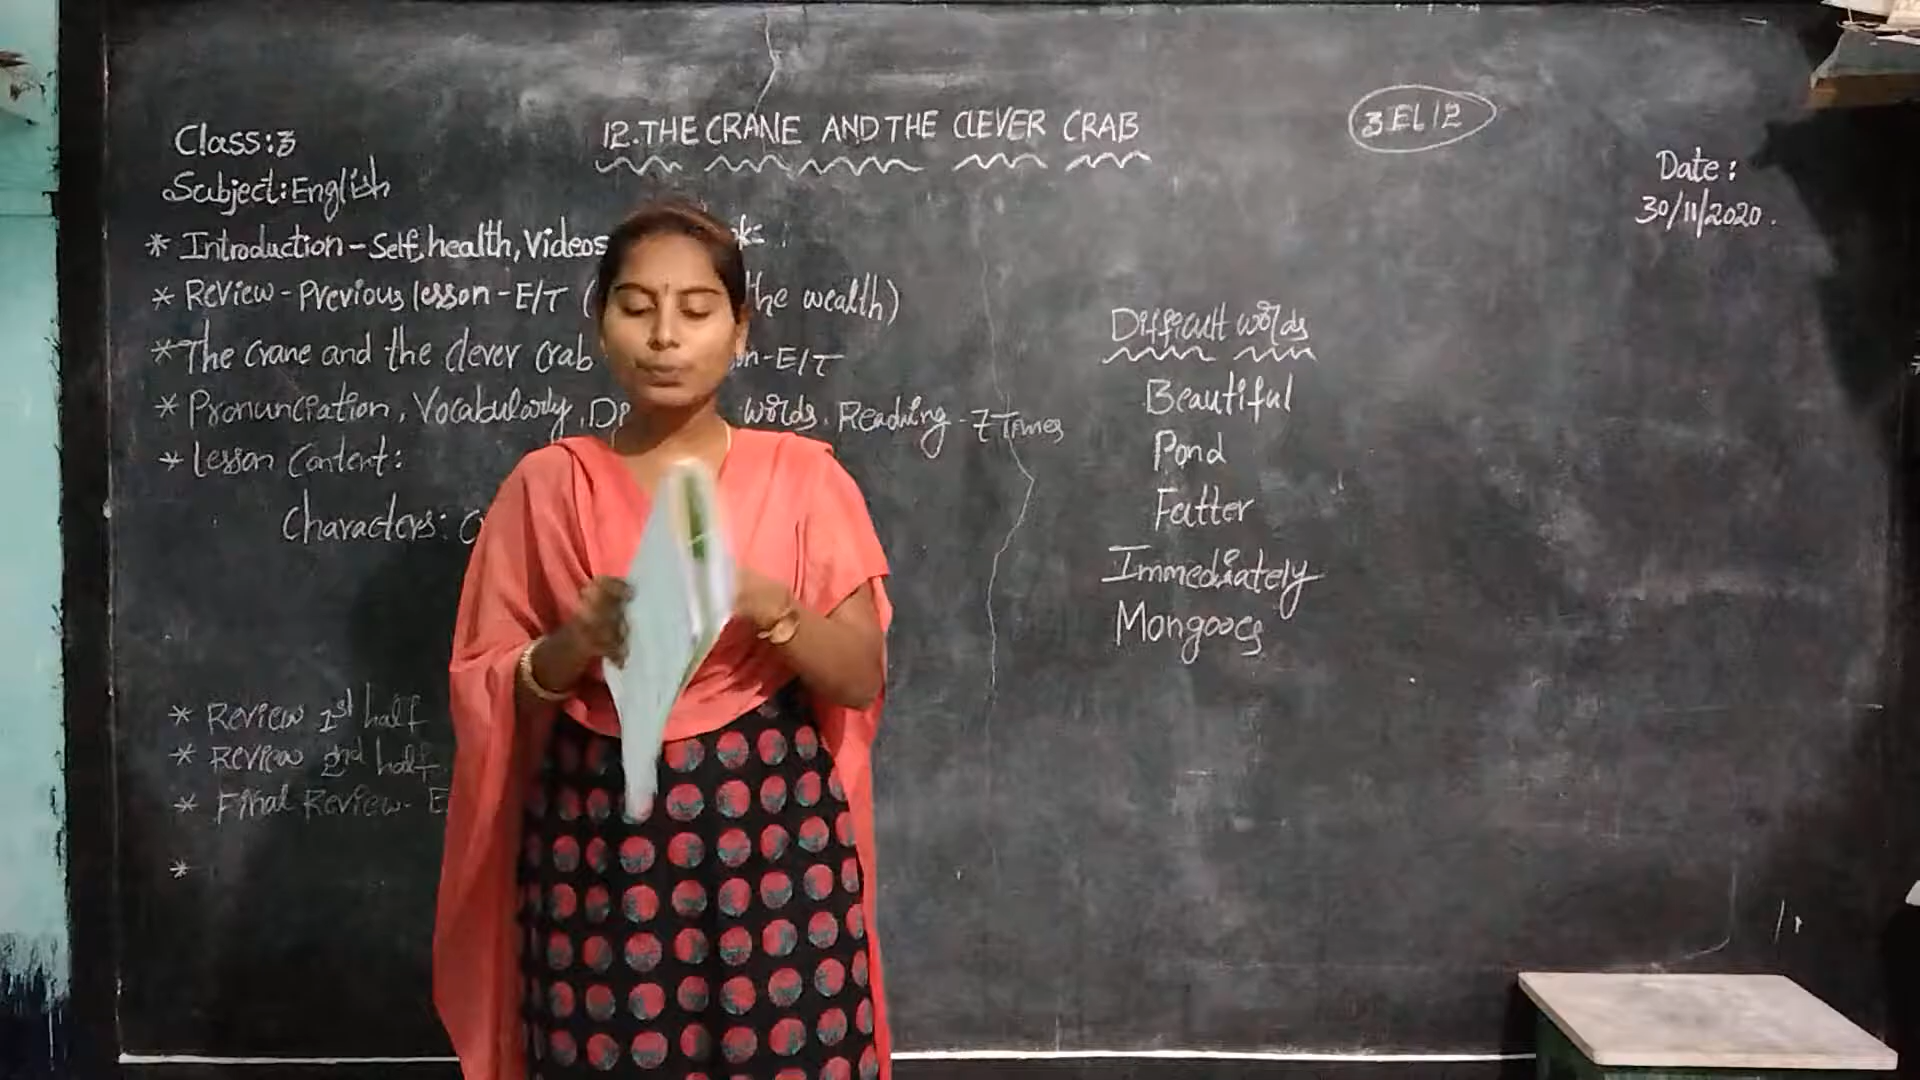 12. THE CRANE AND THE CLEVER CRAB
3EL12
Class:3
Subject: English
Date:
30/11/2020.
* Introduction - Self, health, Videos
* Review - Previous lesson - E/T ( the wealth)
* The crane and the clever crab -E/T
* Pronunciation, Vocabulary, words, Reading - 7 Times
* Lesson Content:
Characters:
* Review 1st half
* Review 2nd half
* Final Review- E
*
Difficult words
Beautiful
Pond
Fatter
Immediately